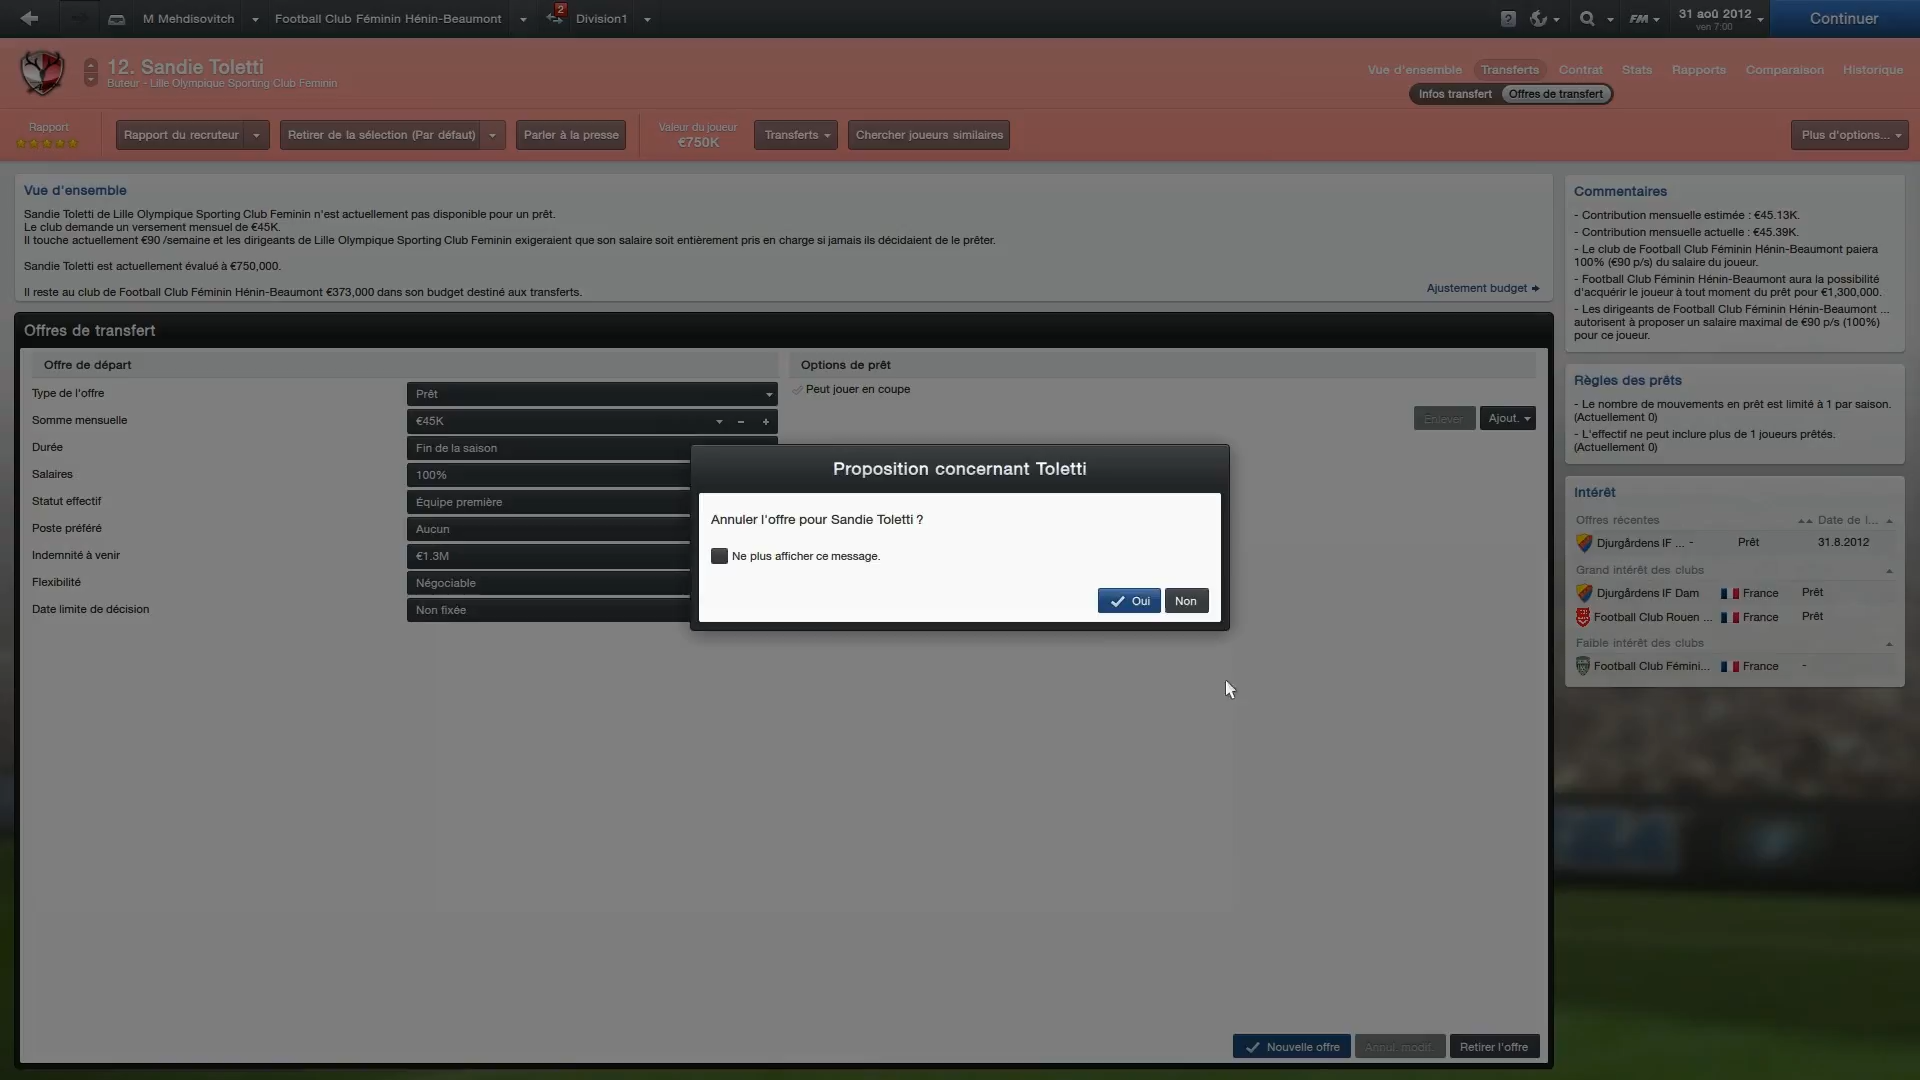 M Mehdisovitch
Football Club Féminin Hénin-Beaumont
2
Division1
?
FM
31 aoû 2012
ven 7:00
Continuer
12. Sandie Toletti
Buteur - Lille Olympique Sporting Club Feminin
Vue d'ensemble
Transferts
Contrat
Stats
Rapports
Comparaison
Historique
Infos transfert
Offres de transfert
Rapport
Rapport du recruteur
Retirer de la sélection (Par défaut)
Parler à la presse
Valeur du joueur
€750K
Transferts
Chercher joueurs similaires
Plus d'options...
Vue d'ensemble
Sandie Toletti de Lille Olympique Sporting Club Feminin n'est actuellement pas disponible pour un prêt.
Le club demande un versement mensuel de €45K.
Il touche actuellement €90 /semaine et les dirigeants de Lille Olympique Sporting Club Feminin exigeraient que son salaire soit entièrement pris en charge si jamais ils décidaient de le prêter.
Sandie Toletti est actuellement évalué à €750,000.
Il reste au club de Football Club Féminin Hénin-Beaumont €373,000 dans son budget destiné aux transferts.
Ajustement budget
Offres de transfert
Offre de départ
Type de l'offre
Prêt
Somme mensuelle
€45K
Durée
Fin de la saison
Salaires
100%
Statut effectif
Équipe première
Poste préféré
Aucun
Indemnité à venir
€1.3M
Flexibilité
Négociable
Date limite de décision
Non fixée
Options de prêt
Peut jouer en coupe
Enlever
Ajout.
Proposition concernant Toletti
Annuler l'offre pour Sandie Toletti ?
Ne plus afficher ce message.
Oui
Non
Nouvelle offre
Annul. modif.
Retirer l'offre
Commentaires
- Contribution mensuelle estimée : €45.13K.
- Contribution mensuelle actuelle : €45.39K.
- Le club de Football Club Féminin Hénin-Beaumont paiera
100% (€90 p/s) du salaire du joueur.
- Football Club Féminin Hénin-Beaumont aura la possibilité
d'acquérir le joueur à tout moment du prêt pour €1,300,000.
- Les dirigeants de Football Club Féminin Hénin-Beaumont ...
autorisent à proposer un salaire maximal de €90 p/s (100%)
pour ce joueur.
Règles des prêts
- Le nombre de mouvements en prêt est limité à 1 par saison.
(Actuellement 0)
- L'effectif ne peut inclure plus de 1 joueurs prêtés.
(Actuellement 0)
Intérêt
Offres récentes
Date de l...
Djurgårdens IF ... -
Prêt
31.8.2012
Grand intérêt des clubs
Djurgårdens IF Dam
France
Prêt
Football Club Rouen ...
France
Prêt
Faible intérêt des clubs
Football Club Fémini...
France
-